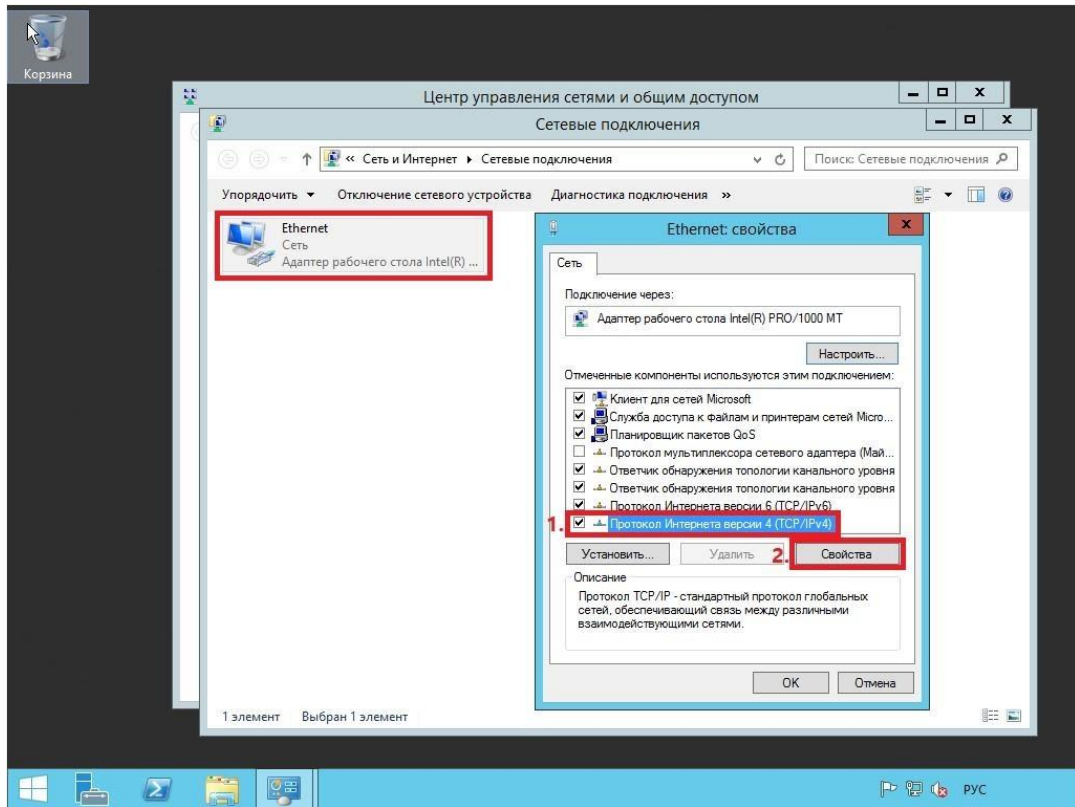 Корзина
Центр управления сетями и общим доступом
Сетевые подключения
« Сеть и Интернет ▸ Сетевые подключения
Поиск: Сетевые подключения
Упорядочить
Отключение сетевого устройства
Диагностика подключения
»
Ethernet
Сеть
Адаптер рабочего стола Intel(R) ...
Ethernet: свойства
Сеть
Подключение через:
Адаптер рабочего стола Intel(R) PRO/1000 MT
Настроить...
Отмеченные компоненты используются этим подключением:
Клиент для сетей Microsoft
Служба доступа к файлам и принтерам сетей Micro...
Планировщик пакетов QoS
Протокол мультиплексора сетевого адаптера (Май...
Ответчик обнаружения топологии канального уровня
Ответчик обнаружения топологии канального уровня
Протокол Интернета версии 6 (TCP/IPv6)
1. Протокол Интернета версии 4 (TCP/IPv4)
Установить...
Удалить
2. Свойства
Описание
Протокол TCP/IP - стандартный протокол глобальных
сетей, обеспечивающий связь между различными
взаимодействующими сетями.
OK
Отмена
1 элемент
Выбран 1 элемент
РУС